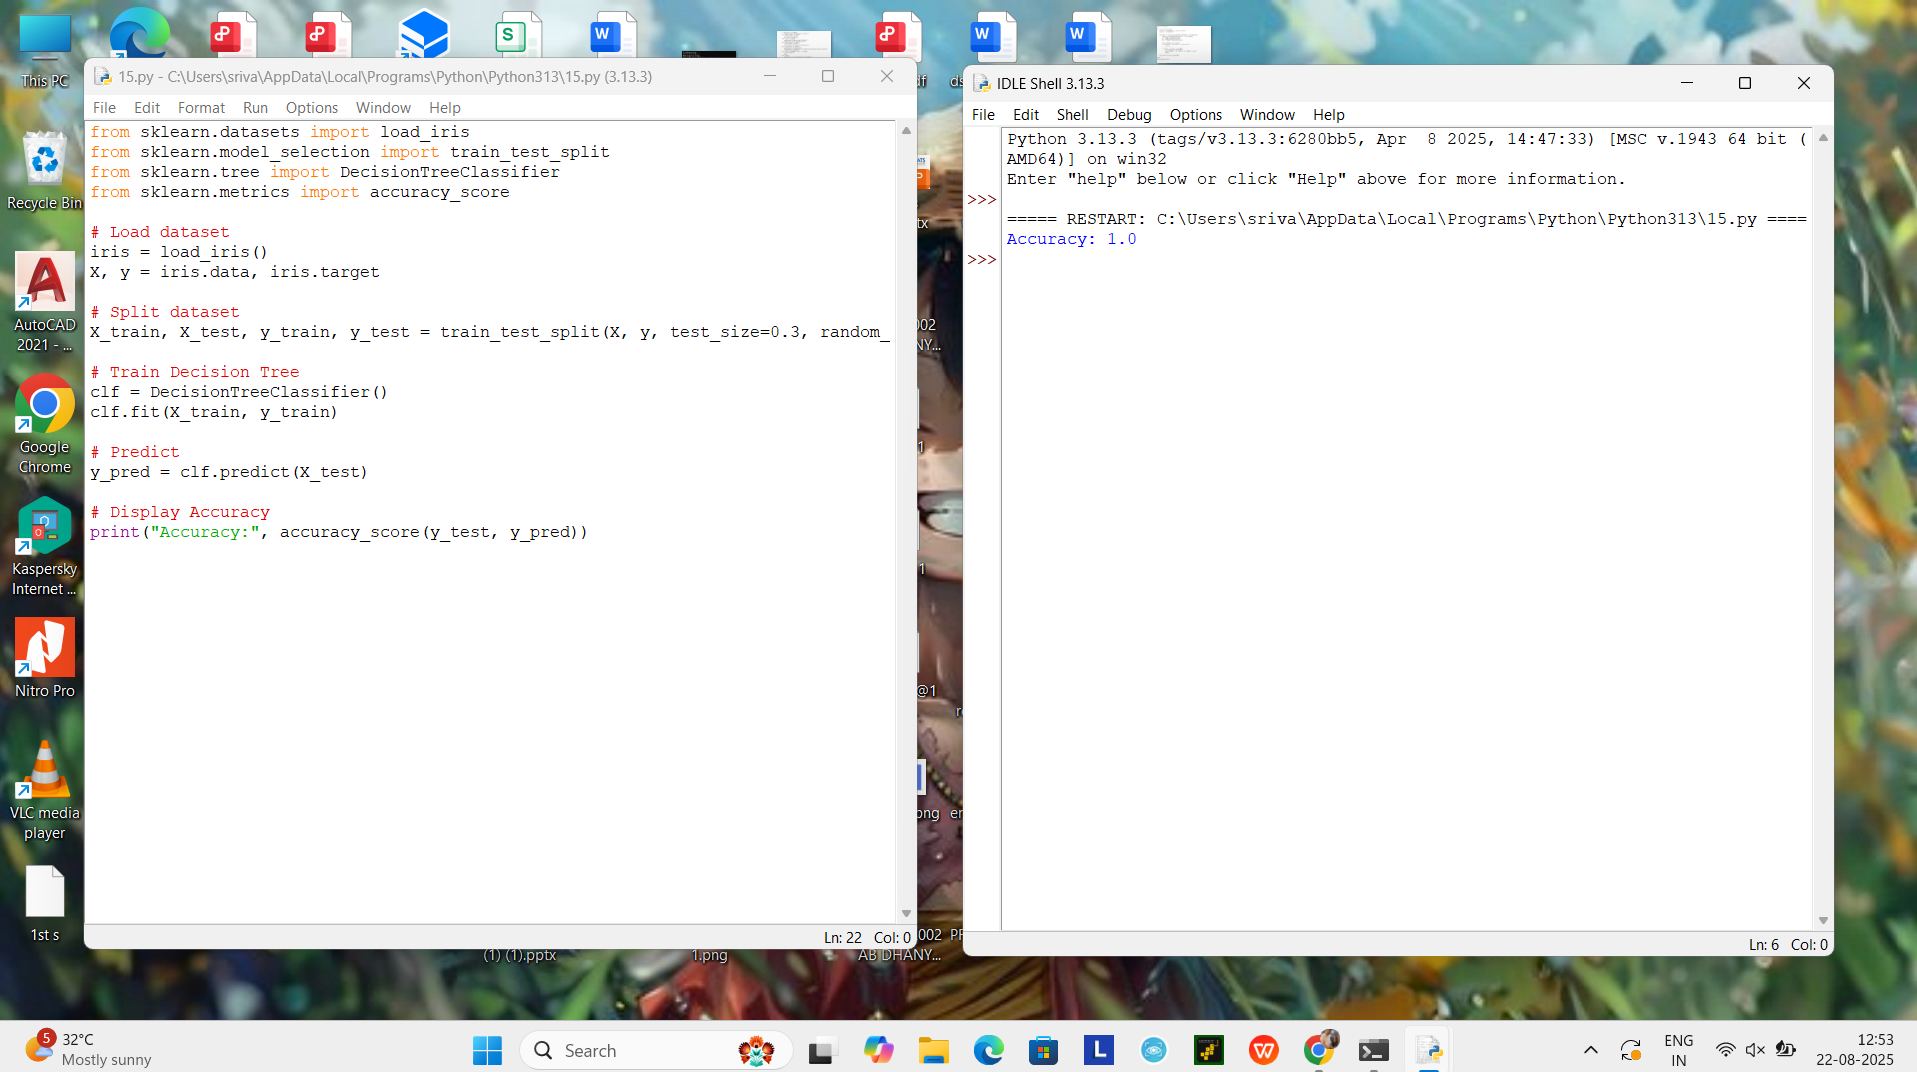 This PC
Recycle Bin
AutoCAD
2021 - ...
Google
Chrome
Kaspersky
Internet ...
Nitro Pro
VLC media
player
1st s
15.py - C:\Users\sriva\AppData\Local\Programs\Python\Python313\15.py (3.13.3)
File Edit Format Run Options Window Help
from sklearn.datasets import load_iris
from sklearn.model_selection import train_test_split
from sklearn.tree import DecisionTreeClassifier
from sklearn.metrics import accuracy_score
# Load dataset
iris = load_iris()
X, y = iris.data, iris.target
# Split dataset
X_train, X_test, y_train, y_test = train_test_split(X, y, test_size=0.3, random_
# Train Decision Tree
clf = DecisionTreeClassifier()
clf.fit(X_train, y_train)
# Predict
y_pred = clf.predict(X_test)
# Display Accuracy
print("Accuracy:", accuracy_score(y_test, y_pred))
Ln: 22 Col: 0
(1) (1).pptx
1.png
AB DHANY...
IDLE Shell 3.13.3
File Edit Shell Debug Options Window Help
Python 3.13.3 (tags/v3.13.3:6280bb5, Apr  8 2025, 14:47:33) [MSC v.1943 64 bit (
AMD64)] on win32
Enter "help" below or click "Help" above for more information.
>>>
===== RESTART: C:\Users\sriva\AppData\Local\Programs\Python\Python313\15.py ====
Accuracy: 1.0
>>>
Ln: 6 Col: 0
5
32°C
Mostly sunny
Search
ENG
IN
12:53
22-08-2025